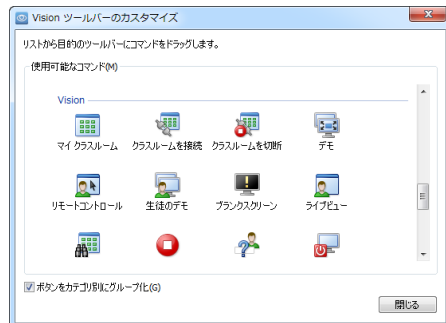 Vision ツールバーのカスタマイズ
リストから目的のツールバーにコマンドをドラッグします。
使用可能なコマンド(M)
Vision
マイ クラスルーム クラスルームを接続 クラスルームを切断 デモ
リモートコントロール 生徒のデモ ブランクスクリーン ライブビュー
ボタンをカテゴリ別にグループ化(G)
閉じる